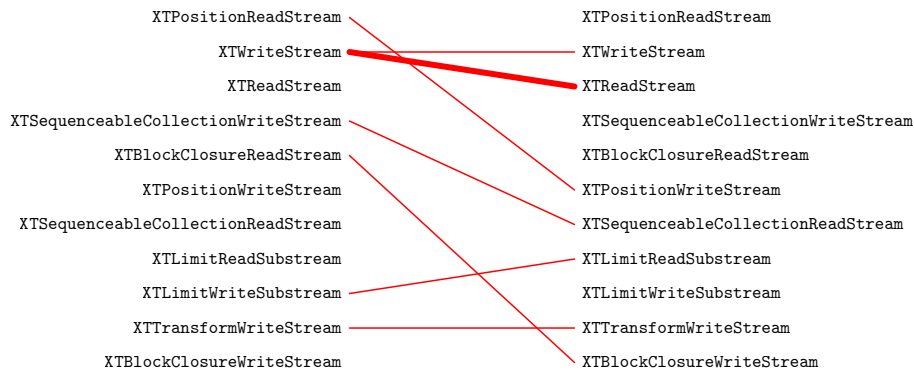 XTPositionReadStream XTPositionReadStream
XTWriteStream XTWriteStream
XTReadStream XTReadStream
XTSequenceableCollectionWriteStream XTSequenceableCollectionWriteStream
XTBlockClosureReadStream XTBlockClosureReadStream
XTPositionWriteStream XTPositionWriteStream
XTSequenceableCollectionReadStream XTSequenceableCollectionReadStream
XTLimitReadSubstream XTLimitReadSubstream
XTLimitWriteSubstream XTLimitWriteSubstream
XTTransformWriteStream XTTransformWriteStream
XTBlockClosureWriteStream XTBlockClosureWriteStream